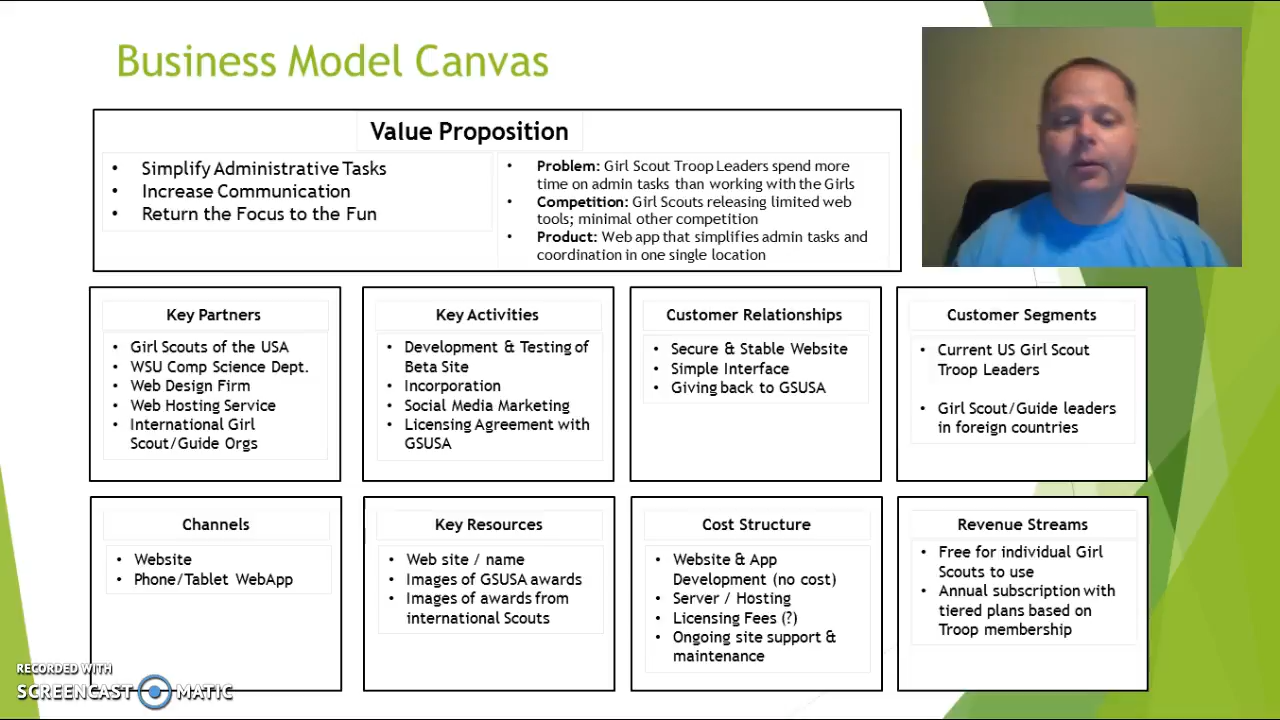 Business Model Canvas
Value Proposition
• Simplify Administrative Tasks
• Increase Communication
• Return the Focus to the Fun
• Problem: Girl Scout Troop Leaders spend more
time on admin tasks than working with the Girls
• Competition: Girl Scouts releasing limited web
tools; minimal other competition
• Product: Web app that simplifies admin tasks and
coordination in one single location
Key Partners
• Girl Scouts of the USA
• WSU Comp Science Dept.
• Web Design Firm
• Web Hosting Service
• International Girl
Scout/Guide Orgs
Key Activities
• Development & Testing of
Beta Site
• Incorporation
• Social Media Marketing
• Licensing Agreement with
GSUSA
Customer Relationships
• Secure & Stable Website
• Simple Interface
• Giving back to GSUSA
Customer Segments
• Current US Girl Scout
Troop Leaders
• Girl Scout/Guide leaders
in foreign countries
Channels
• Website
• Phone/Tablet WebApp
Key Resources
• Web site / name
• Images of GSUSA awards
• Images of awards from
international Scouts
Cost Structure
• Website & App
Development (no cost)
• Server / Hosting
• Licensing Fees (?)
• Ongoing site support &
maintenance
Revenue Streams
• Free for individual Girl
Scouts to use
• Annual subscription with
tiered plans based on
Troop membership
RECORDED WITH
SCREENCAST MATIC